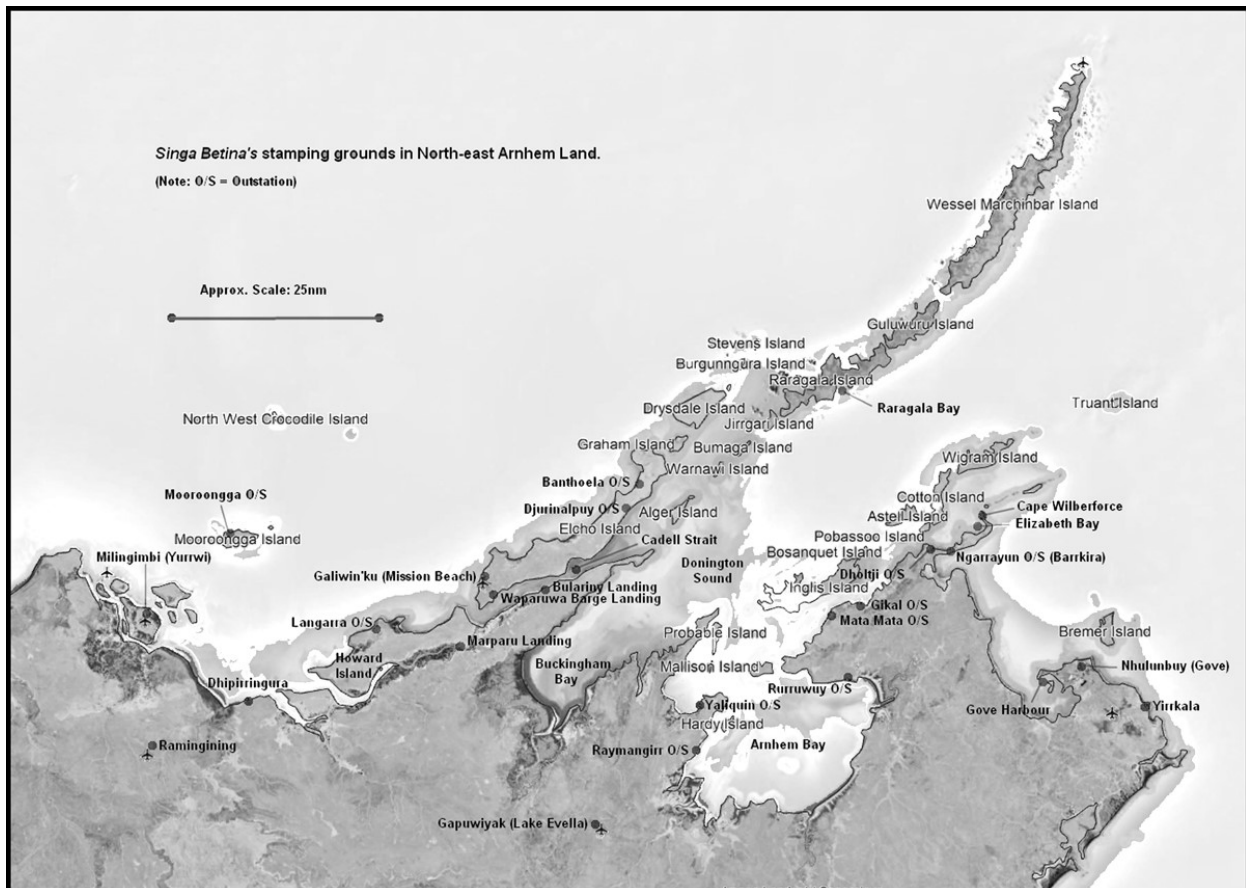 Singa Betina's stamping grounds in North-east Arnhem Land.
(Note: O/S = Outstation)
Wessel Marchinbar Island
Approx. Scale: 25nm
Guluwuru Island
Stevens Island
Burgunngura Island
Raragala Island
Raragala Bay
Truant Island
Drysdale Island
North West Crocodile Island
Jirrgari Island
Graham Island
Bumaga Island
Wigram Island
Warnawi Island
Banthoela O/S
Mooroongga O/S
Cotton Island
Cape Wilberforce
Djurinalpuy O/S
Alger Island
Astell Island
Elizabeth Bay
Elcho Island
Mooroongga Island
Cadell Strait
Pobassoo Island
Milingimbi (Yurrwi)
Bosanquet Island
Ngarrayun O/S (Barrkira)
Donington
Sound
Galiwin'ku (Mission Beach)
Dholtji O/S
Bulariny Landing
Inglis Island
Waparuwa Barge Landing
Gikal O/S
Langarra O/S
Mata Mata O/S
Probable Island
Bremer Island
Marparu Landing
Howard
Island
Buckingham
Bay
Mallison Island
Nhulunbuy (Gove)
Rurruwuy O/S
Dhipirringura
Yaliquin O/S
Gove Harbour
Yirrkala
Hardy Island
Ramingining
Raymangirr O/S
Arnhem Bay
Gapuwiyak (Lake Evella)